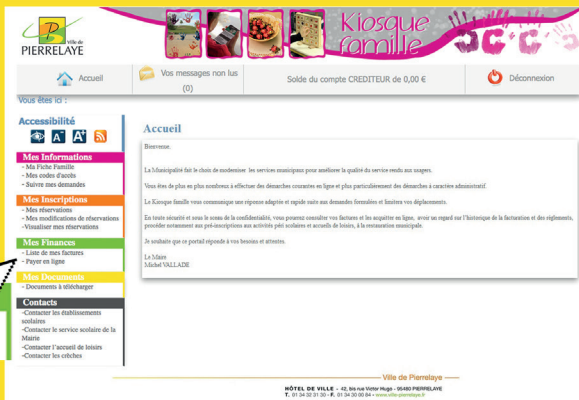 Ville de
PIERRELAYE
Kiosque
famille
Accueil
Vos messages non lus
(0)
Solde du compte CREDITEUR de 0,00 €
Déconnexion
Vous êtes ici :
Accessibilité
A- A+
Mes Informations
- Ma Fiche Famille
- Mes codes d'accès
- Suivre mes demandes
Mes Inscriptions
- Mes réservations
- Mes modifications de réservations
-Visualiser mes réservations
Mes Finances
- Liste de mes factures
- Payer en ligne
Mes Documents
- Documents à télécharger
Contacts
-Contacter les établissements
scolaires
-Contacter le service scolaire de la
Mairie
-Contacter l'accueil de loisirs
-Contacter les crèches
Accueil
Bienvenue.
La Municipalité fait le choix de moderniser les services municipaux pour améliorer la qualité du service rendu aux usagers.
Vous êtes de plus en plus nombreux à effectuer des démarches courantes en ligne et plus particulièrement des démarches à caractère administratif.
Le Kiosque famille vous communique une réponse adaptée et rapide suite aux demandes formulées et limitera vos déplacements.
En toute sécurité et sous le sceau de la confidentialité, vous pourrez consulter vos factures et les acquitter en ligne, avoir un regard sur l'historique de la facturation et des règlements,
procéder notamment aux pré-inscriptions aux activités péri scolaires et accueils de loisirs, à la restauration municipale.
Je souhaite que ce portail réponde à vos besoins et attentes.
Le Maire
Michel VALLADE
Ville de Pierrelaye
HÔTEL DE VILLE - 42, bis rue Victor Hugo - 95480 PIERRELAYE
T. 01 34 32 31 30 - F. 01 34 30 00 84 - www.ville-pierrelaye.fr